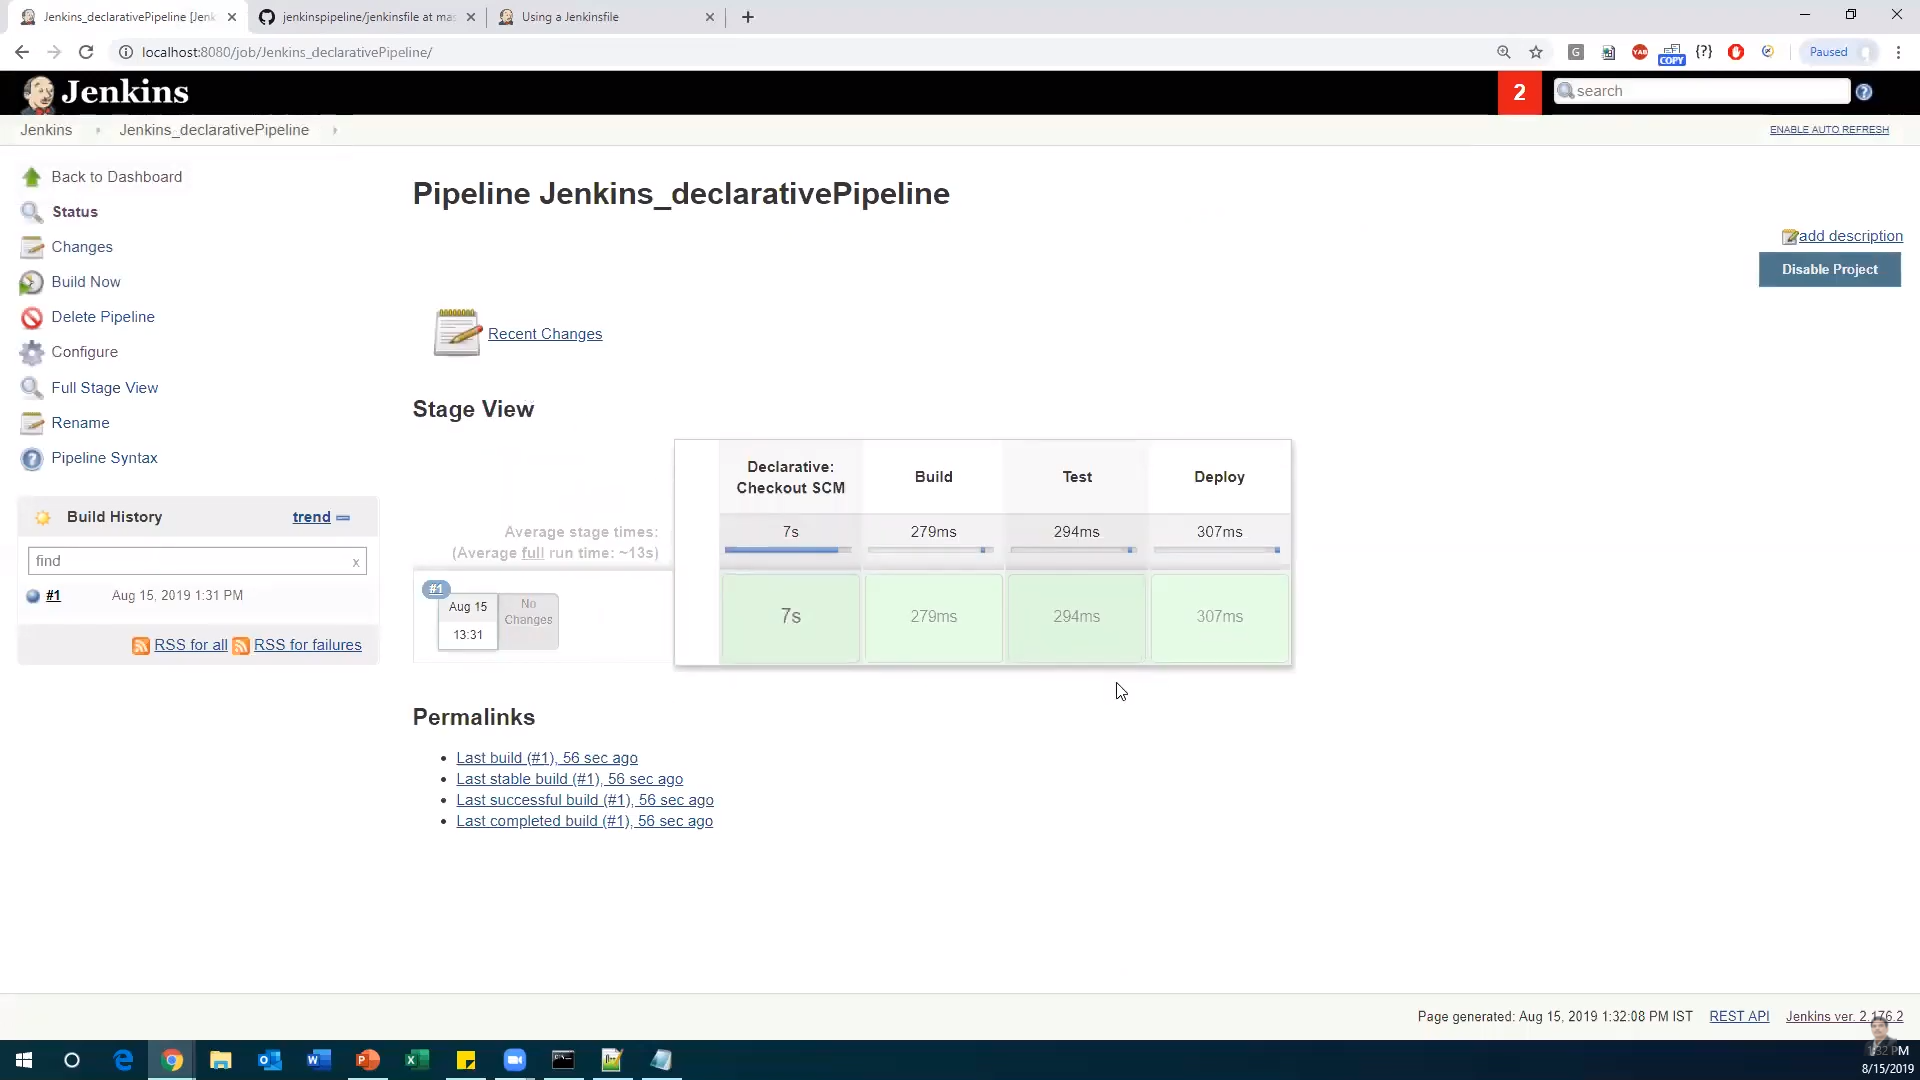 Jenkins_declarativePipeline [Jenk
jenkinspipeline/jenkinsfile at mas
Using a Jenkinsfile
localhost:8080/job/Jenkins_declarativePipeline/
G
YAB
COPY
{?}
Paused
Jenkins
2
search
Jenkins
Jenkins_declarativePipeline
ENABLE AUTO REFRESH
Back to Dashboard
Status
Changes
Build Now
Delete Pipeline
Configure
Full Stage View
Rename
Pipeline Syntax
Build History
trend
find
x
#1
Aug 15, 2019 1:31 PM
RSS for all
RSS for failures
Pipeline Jenkins_declarativePipeline
add description
Disable Project
Recent Changes
Stage View
Declarative:
Checkout SCM
Build
Test
Deploy
Average stage times:
(Average full run time: ~13s)
7s
279ms
294ms
307ms
#1
Aug 15
13:31
No
Changes
7s
279ms
294ms
307ms
Permalinks
Last build (#1), 56 sec ago
Last stable build (#1), 56 sec ago
Last successful build (#1), 56 sec ago
Last completed build (#1), 56 sec ago
Page generated: Aug 15, 2019 1:32:08 PM IST
REST API
Jenkins ver. 2.176.2
1:32 PM
8/15/2019